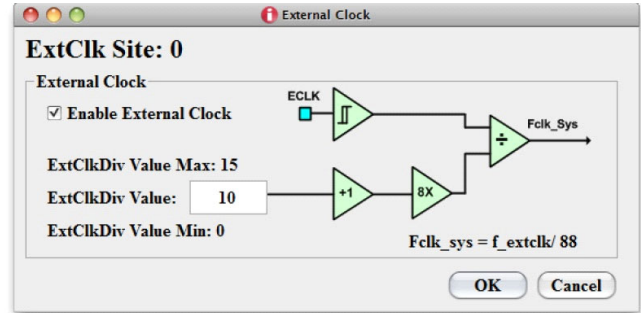 External Clock
ExtClk Site: 0
External Clock
Enable External Clock
ECLK
Fclk_Sys
÷
ExtClkDiv Value Max: 15
ExtClkDiv Value: 10
+1
8X
ExtClkDiv Value Min: 0
Fclk_sys = f_extclk/ 88
OK Cancel